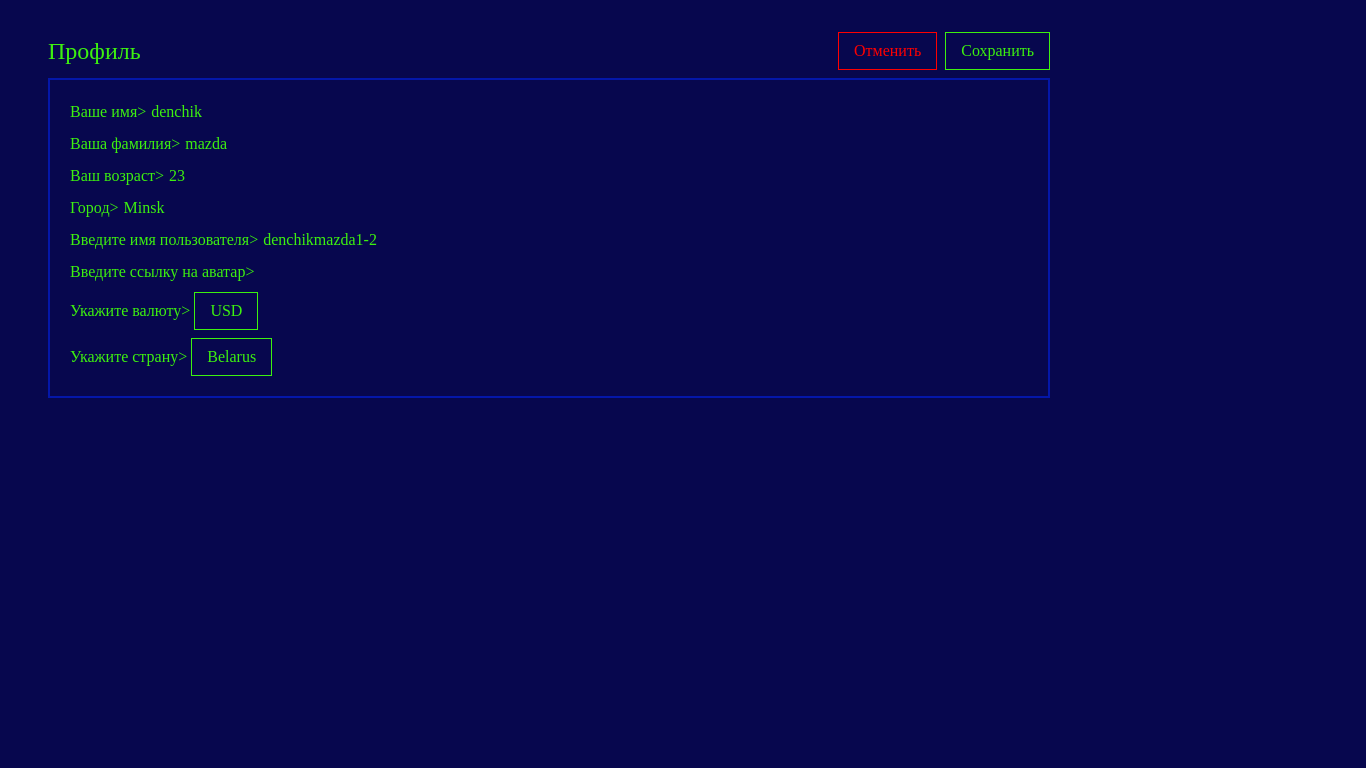 Профиль
Отменить
Сохранить
Ваше имя> denchik
Ваша фамилия> mazda
Ваш возраст> 23
Город> Minsk
Введите имя пользователя> denchikmazda1-2
Введите ссылку на аватар>
Укажите валюту> USD
Укажите страну> Belarus